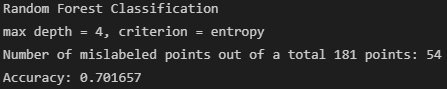 Random Forest Classification
max depth = 4, criterion = entropy
Number of mislabeled points out of a total 181 points: 54
Accuracy: 0.701657